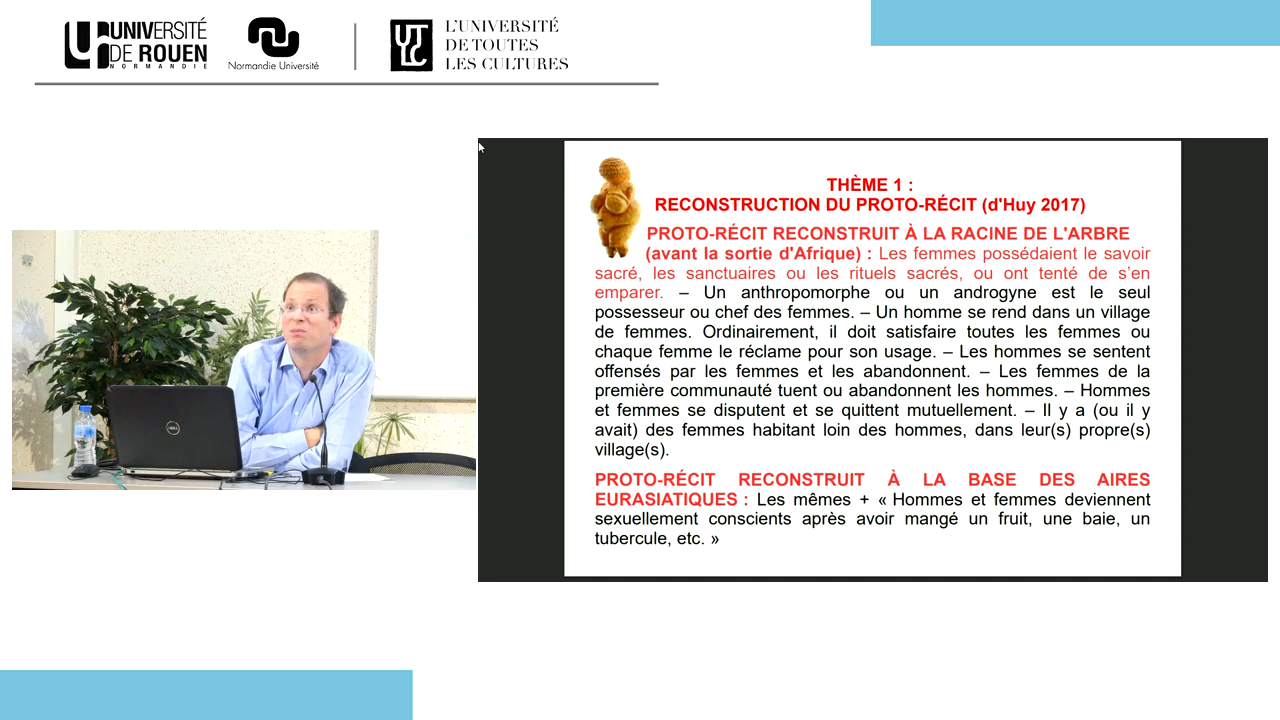 UNIVERSITÉ
DE ROUEN
NORMANDIE
Normandie Université
UTLC
L'UNIVERSITÉ
DE TOUTES
LES CULTURES
THÈME 1 :
RECONSTRUCTION DU PROTO-RÉCIT (d'Huy 2017)
PROTO-RÉCIT RECONSTRUIT À LA RACINE DE L'ARBRE
(avant la sortie d'Afrique) : Les femmes possédaient le savoir
sacré, les sanctuaires ou les rituels sacrés, ou ont tenté de s’en
emparer. – Un anthropomorphe ou un androgyne est le seul
possesseur ou chef des femmes. – Un homme se rend dans un village
de femmes. Ordinairement, il doit satisfaire toutes les femmes ou
chaque femme le réclame pour son usage. – Les hommes se sentent
offensés par les femmes et les abandonnent. – Les femmes de la
première communauté tuent ou abandonnent les hommes. – Hommes
et femmes se disputent et se quittent mutuellement. – Il y a (ou il y
avait) des femmes habitant loin des hommes, dans leur(s) propre(s)
village(s).
PROTO-RÉCIT RECONSTRUIT À LA BASE DES AIRES
EURASIATIQUES : Les mêmes + « Hommes et femmes deviennent
sexuellement conscients après avoir mangé un fruit, une baie, un
tubercule, etc. »
DELL